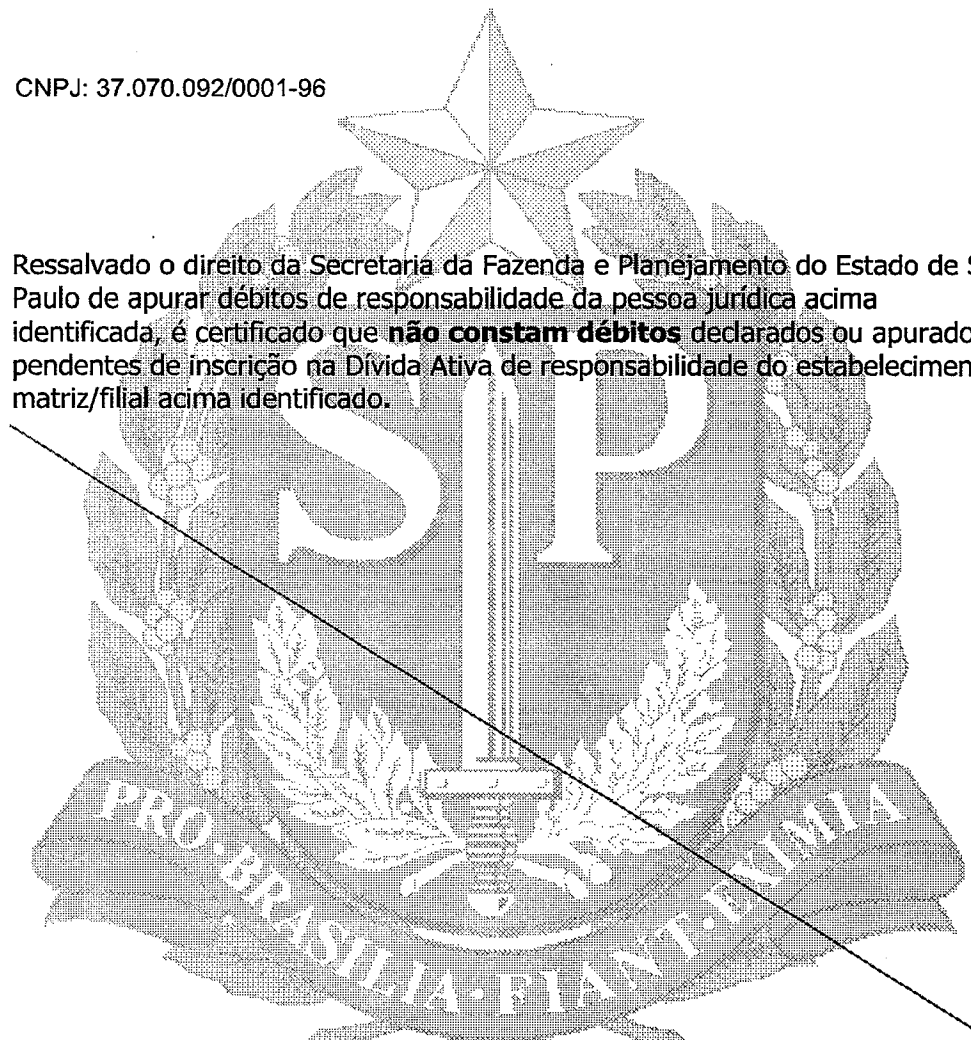 CNPJ: 37.070.092/0001-96
Ressalvado o direito da Secretaria da Fazenda e Planejamento do Estado de S
Paulo de apurar débitos de responsabilidade da pessoa jurídica acima
identificada, é certificado que não constam débitos declarados ou apurado
pendentes de inscrição na Dívida Ativa de responsabilidade do estabelecimen
matriz/filial acima identificado.
SP
PRO·BRASILIA·FIANT·EXIMIA